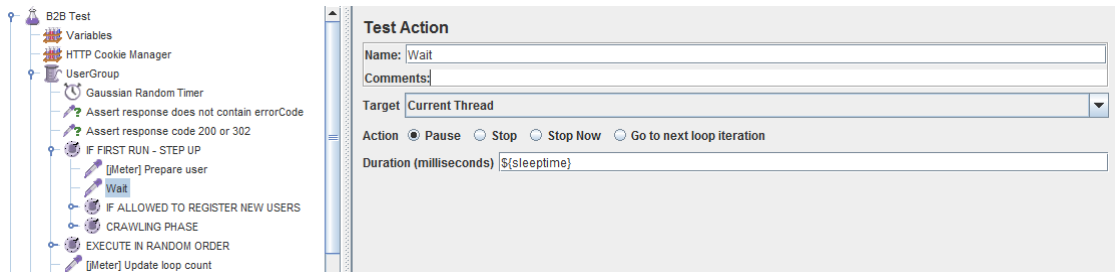 B2B Test
Variables
HTTP Cookie Manager
UserGroup
Gaussian Random Timer
Assert response does not contain errorCode
Assert response code 200 or 302
IF FIRST RUN - STEP UP
[jMeter] Prepare user
Wait
IF ALLOWED TO REGISTER NEW USERS
CRAWLING PHASE
EXECUTE IN RANDOM ORDER
[jMeter] Update loop count
Test Action
Name: Wait
Comments:
Target Current Thread
Action Pause Stop Stop Now Go to next loop iteration
Duration (milliseconds) ${sleeptime}